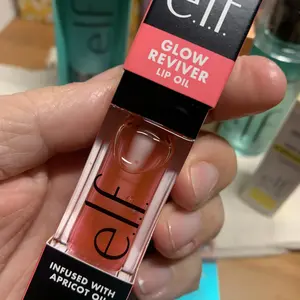 e.l.f.
GLOW
REVIVER
LIP OIL
e.l.f.
INFUSED WITH
APRICOT OIL
e.l.f.